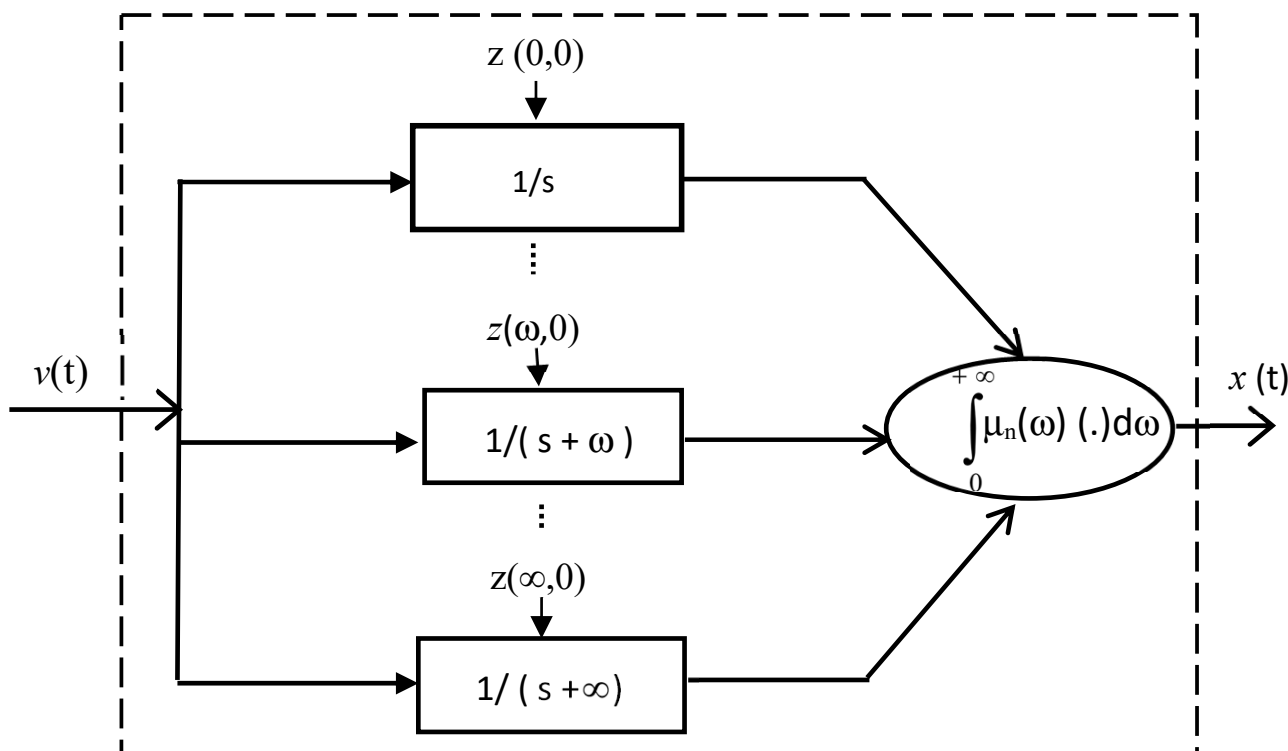 z (0,0)
1/s
z(ω,0)
v(t)
1/( s + ω )
+ ∞
∫μₙ(ω) (.)dω
0
x (t)
z(∞,0)
1/ ( s +∞)